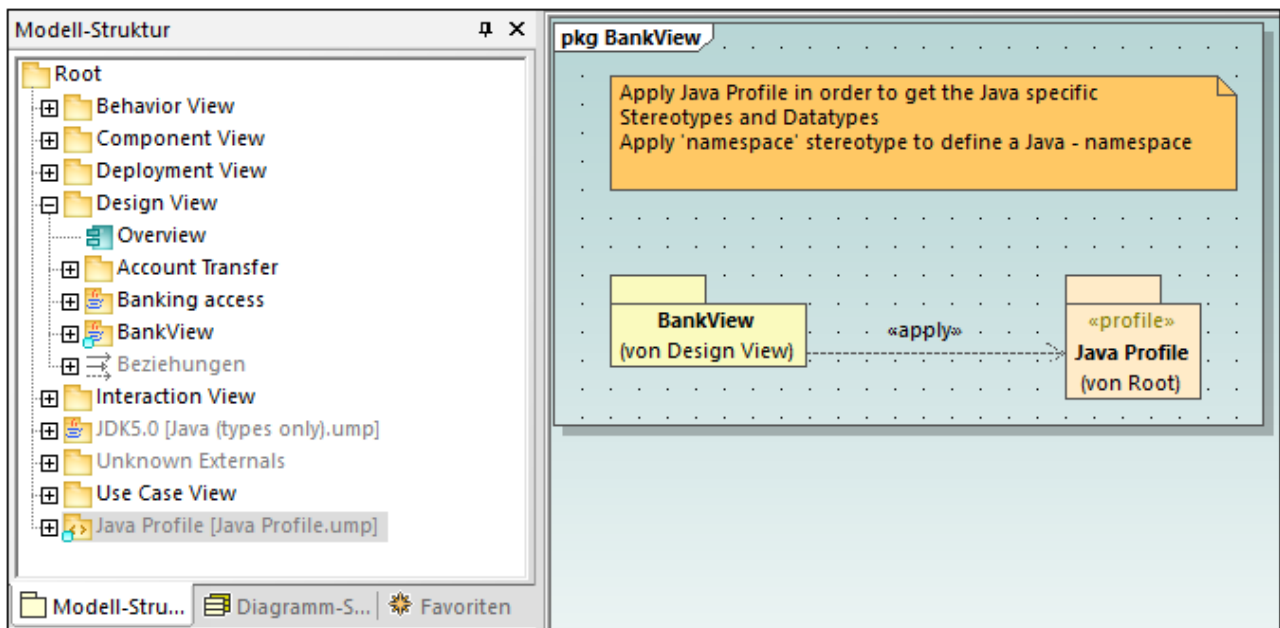 Modell-Struktur
Root
Behavior View
Component View
Deployment View
Design View
Overview
Account Transfer
Banking access
BankView
Beziehungen
Interaction View
JDK5.0 [Java (types only).ump]
Unknown Externals
Use Case View
Java Profile [Java Profile.ump]
Modell-Stru...
Diagramm-S...
Favoriten
pkg BankView
Apply Java Profile in order to get the Java specific
Stereotypes and Datatypes
Apply 'namespace' stereotype to define a Java - namespace
BankView
(von Design View)
«apply»
«profile»
Java Profile
(von Root)